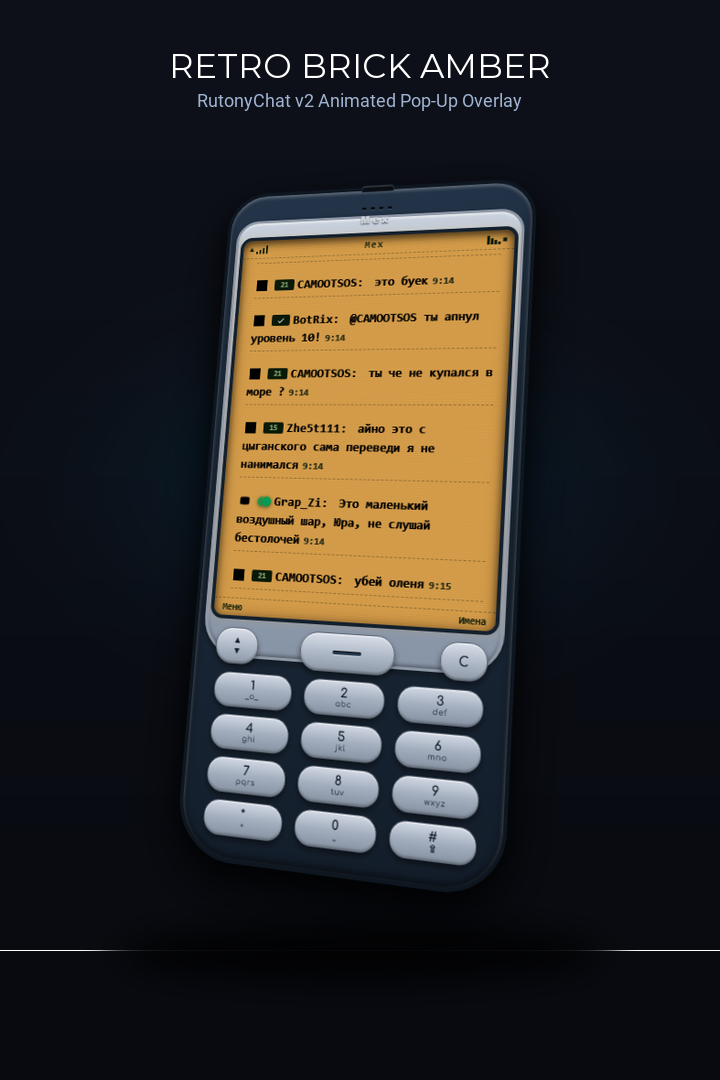 RETRO BRICK AMBER
RutonyChat v2 Animated Pop-Up Overlay
Mex
Mex
21 CAMOOTSOS: это буек 9:14
BotRix: @CAMOOTSOS ты апнул
уровень 10! 9:14
21 CAMOOTSOS: ты че не купался в
море ? 9:14
15 Zhe5t111: айно это с
цыганского сама переведи я не
нанимался 9:14
Grap_Zi: Это маленький
воздушный шар, Юра, не слушай
бестолочей 9:14
21 CAMOOTSOS: убей оленя 9:15
Меню Имена
C
1 2 3
_o_ abc def
4 5 6
ghi jkl mno
7 8 9
pqrs tuv wxyz
* 0 #
+